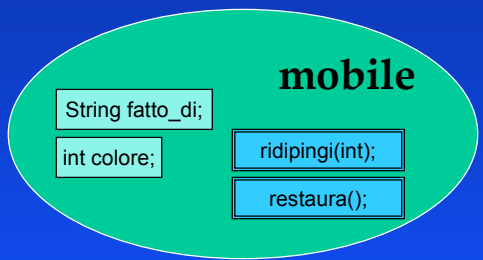 mobile
String fatto_di;
int colore;
ridipingi(int);
restaura();